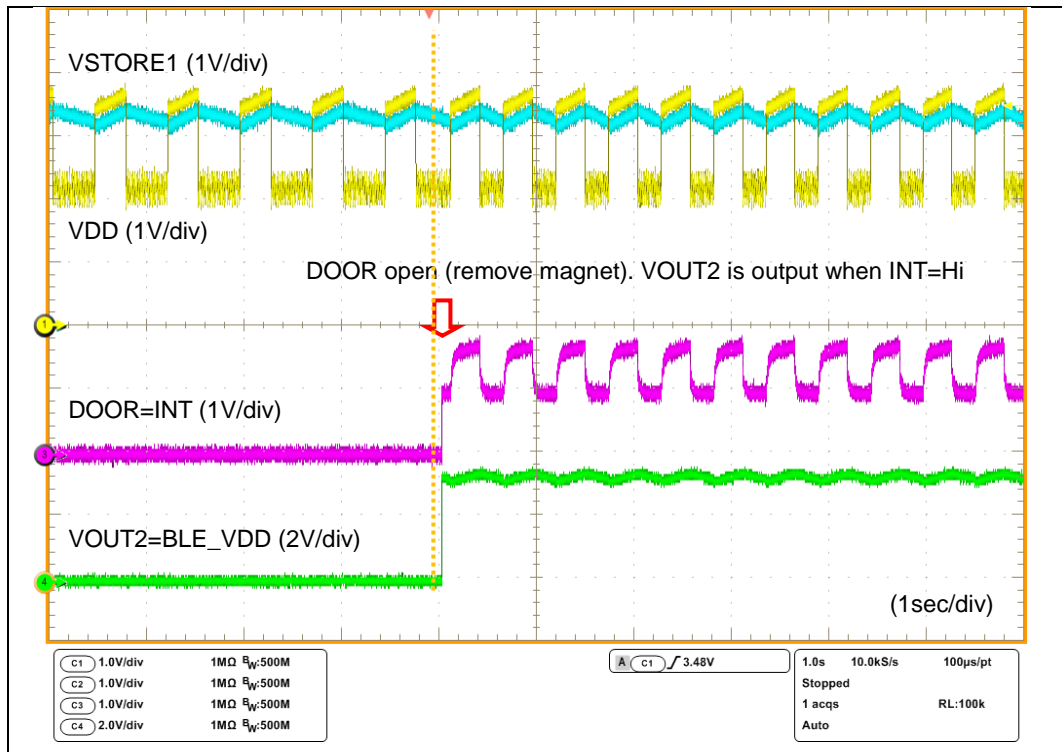 VSTORE1 (1V/div)
VDD (1V/div)
DOOR open (remove magnet). VOUT2 is output when INT=Hi
1
DOOR=INT (1V/div)
3
VOUT2=BLE_VDD (2V/div)
4
(1sec/div)
C1 1.0V/div 1MΩ BW:500M
C2 1.0V/div 1MΩ BW:500M
C3 1.0V/div 1MΩ BW:500M
C4 2.0V/div 1MΩ BW:500M
A C1 3.48V
1.0s 10.0kS/s 100µs/pt
Stopped
1 acqs RL:100k
Auto